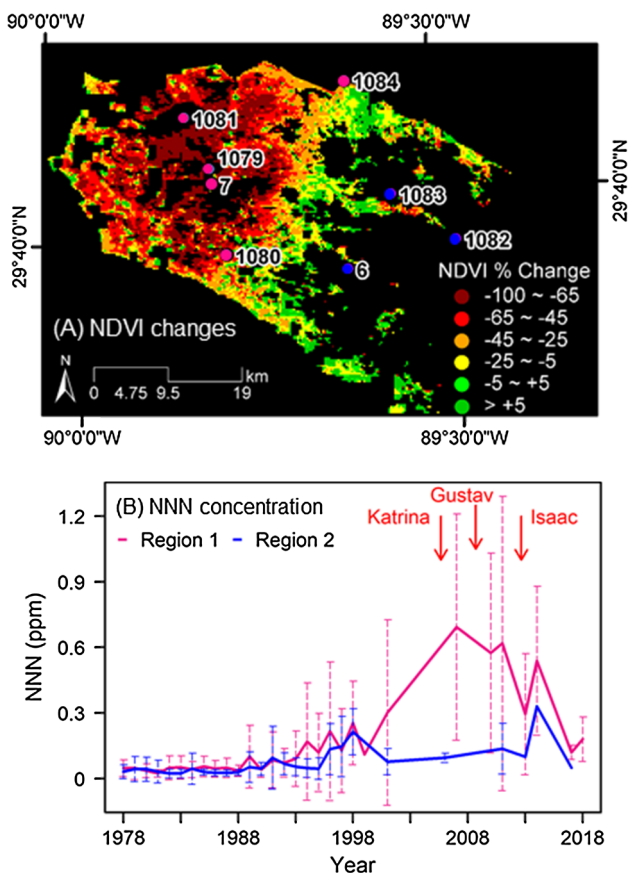 90°0'0"W 89°30'0"W
1084
1081
1079
7
1083
1082
1080
6
29°40'0"N
29°40'0"N
NDVI % Change
-100 ~ -65
-65 ~ -45
-45 ~ -25
-25 ~ -5
-5 ~ +5
> +5
(A) NDVI changes
N
km
0 4.75 9.5 19
90°0'0"W 89°30'0"W
(B) NNN concentration
Region 1 Region 2
Gustav
Katrina Isaac
NNN (ppm)
1.2
0.9
0.6
0.3
0
1978 1988 1998 2008 2018
Year